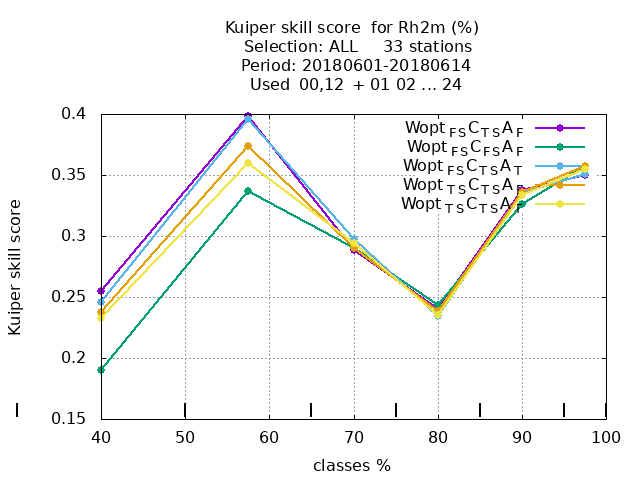 Kuiper skill score for Rh2m (%)
Selection: ALL 33 stations
Period: 20180601-20180614
Used 00,12 + 01 02 ... 24
Kuiper skill score
0.4
0.35
0.3
0.25
0.2
0.15
Wopt FS C TS A F
Wopt FS C FS A F
Wopt FS C TS A T
Wopt TS C TS A F
Wopt TS C TS A
40 50 60 70 80 90 100
classes %